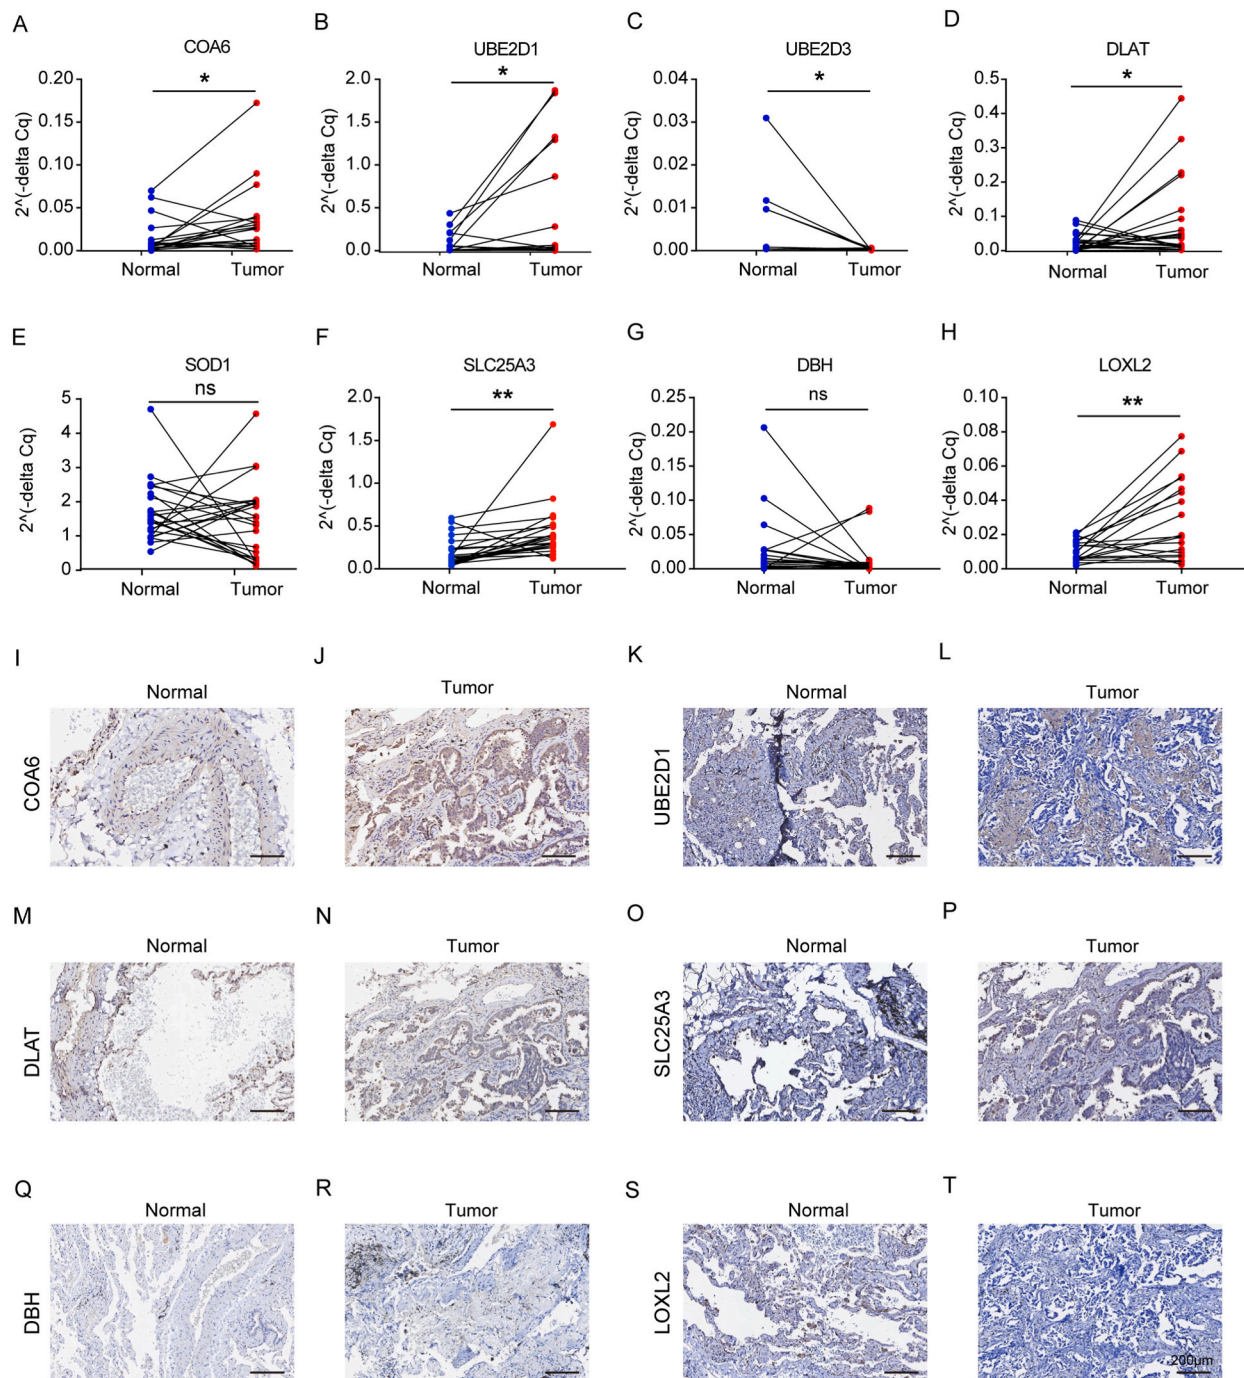 A
COA6
*
2^(-delta Cq)
0.20
0.15
0.10
0.05
0.00
Normal
Tumor
B
UBE2D1
*
2^(-delta Cq)
2.0
1.5
1.0
0.5
0.0
Normal
Tumor
C
UBE2D3
*
2^(-delta Cq)
0.04
0.03
0.02
0.01
0.00
Normal
Tumor
D
DLAT
*
2^(-delta Cq)
0.5
0.4
0.3
0.2
0.1
0.0
Normal
Tumor
E
SOD1
ns
2^(-delta Cq)
5
4
3
2
1
0
Normal
Tumor
F
SLC25A3
**
2^(-delta Cq)
2.0
1.5
1.0
0.5
0.0
Normal
Tumor
G
DBH
ns
2^(-delta Cq)
0.25
0.20
0.15
0.10
0.05
0.00
Normal
Tumor
H
LOXL2
**
2^(-delta Cq)
0.10
0.08
0.06
0.04
0.02
0.00
Normal
Tumor
I
Normal
COA6
J
Tumor
K
Normal
UBE2D1
L
Tumor
M
Normal
DLAT
N
Tumor
O
Normal
SLC25A3
P
Tumor
Q
Normal
DBH
R
Tumor
S
Normal
LOXL2
T
Tumor
200μm